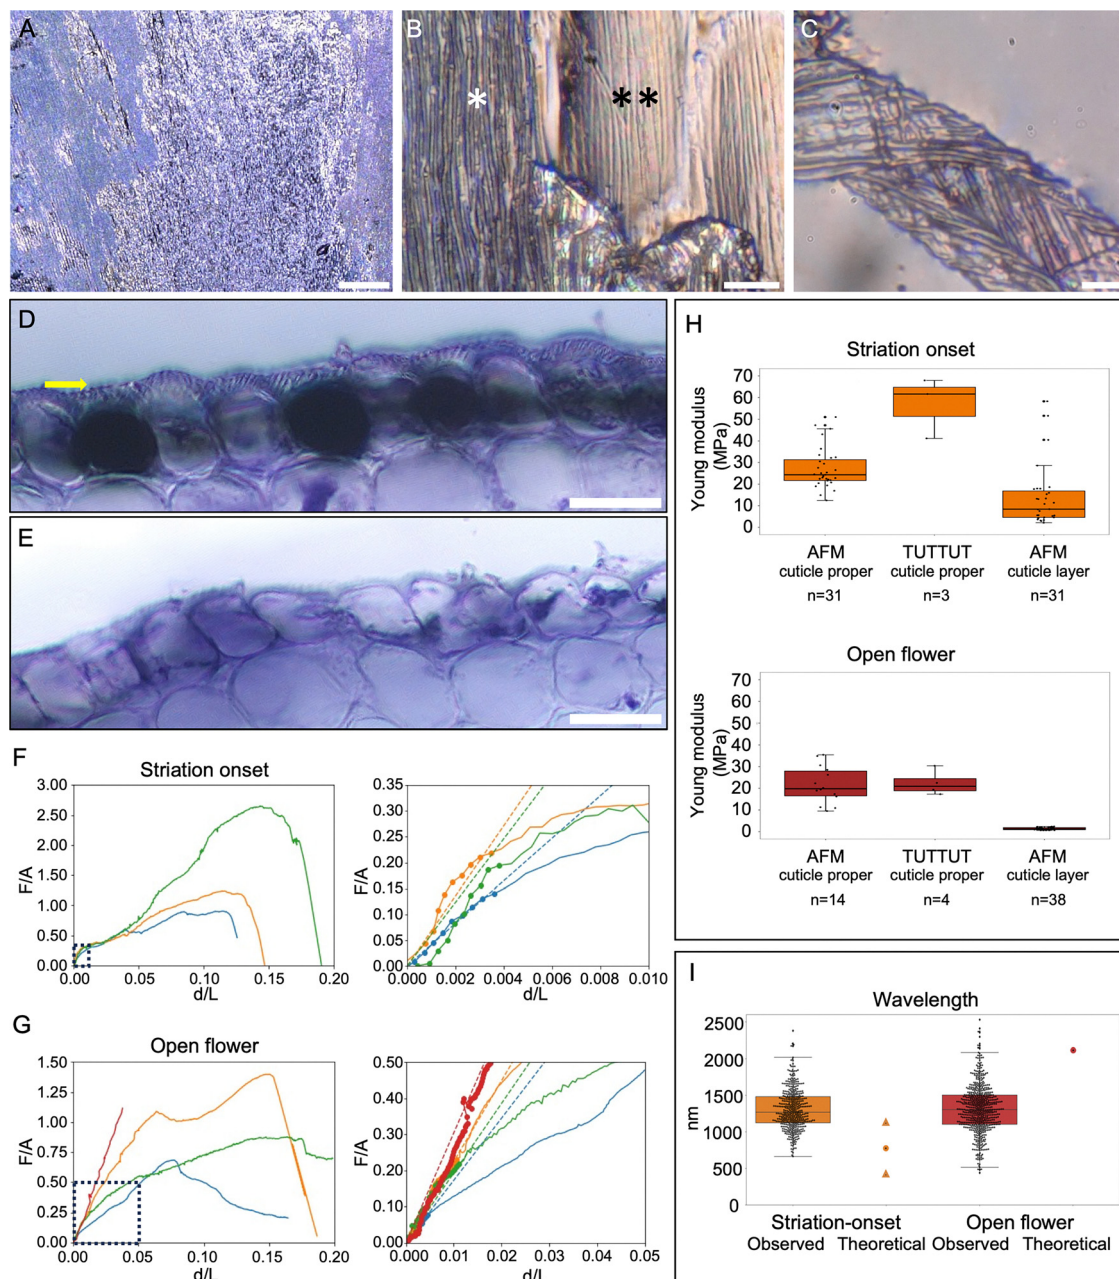 A
B
C
*
**
D
E
F
Striation onset
3.00
2.50
2.00
1.50
1.00
0.50
0.00
F/A
0.00 0.05 0.10 0.15 0.20
d/L
0.35
0.30
0.25
0.20
0.15
0.10
0.05
0.00
F/A
0.00 0.002 0.004 0.006 0.008 0.010
d/L
G
Open flower
1.50
1.25
1.00
0.75
0.50
0.25
0.00
F/A
0.00 0.05 0.10 0.15 0.20
d/L
0.50
0.40
0.30
0.20
0.10
0.00
F/A
0.00 0.01 0.02 0.03 0.04 0.05
d/L
H
Striation onset
Young modulus
(MPa)
70
60
50
40
30
20
10
0
AFM TUTTUT AFM
cuticle proper cuticle proper cuticle layer
n=31 n=3 n=31
Open flower
Young modulus
(MPa)
70
60
50
40
30
20
10
0
AFM TUTTUT AFM
cuticle proper cuticle proper cuticle layer
n=14 n=4 n=38
I
Wavelength
nm
2500
2000
1500
1000
500
0
Striation-onset Open flower
Observed Theoretical Observed Theoretical